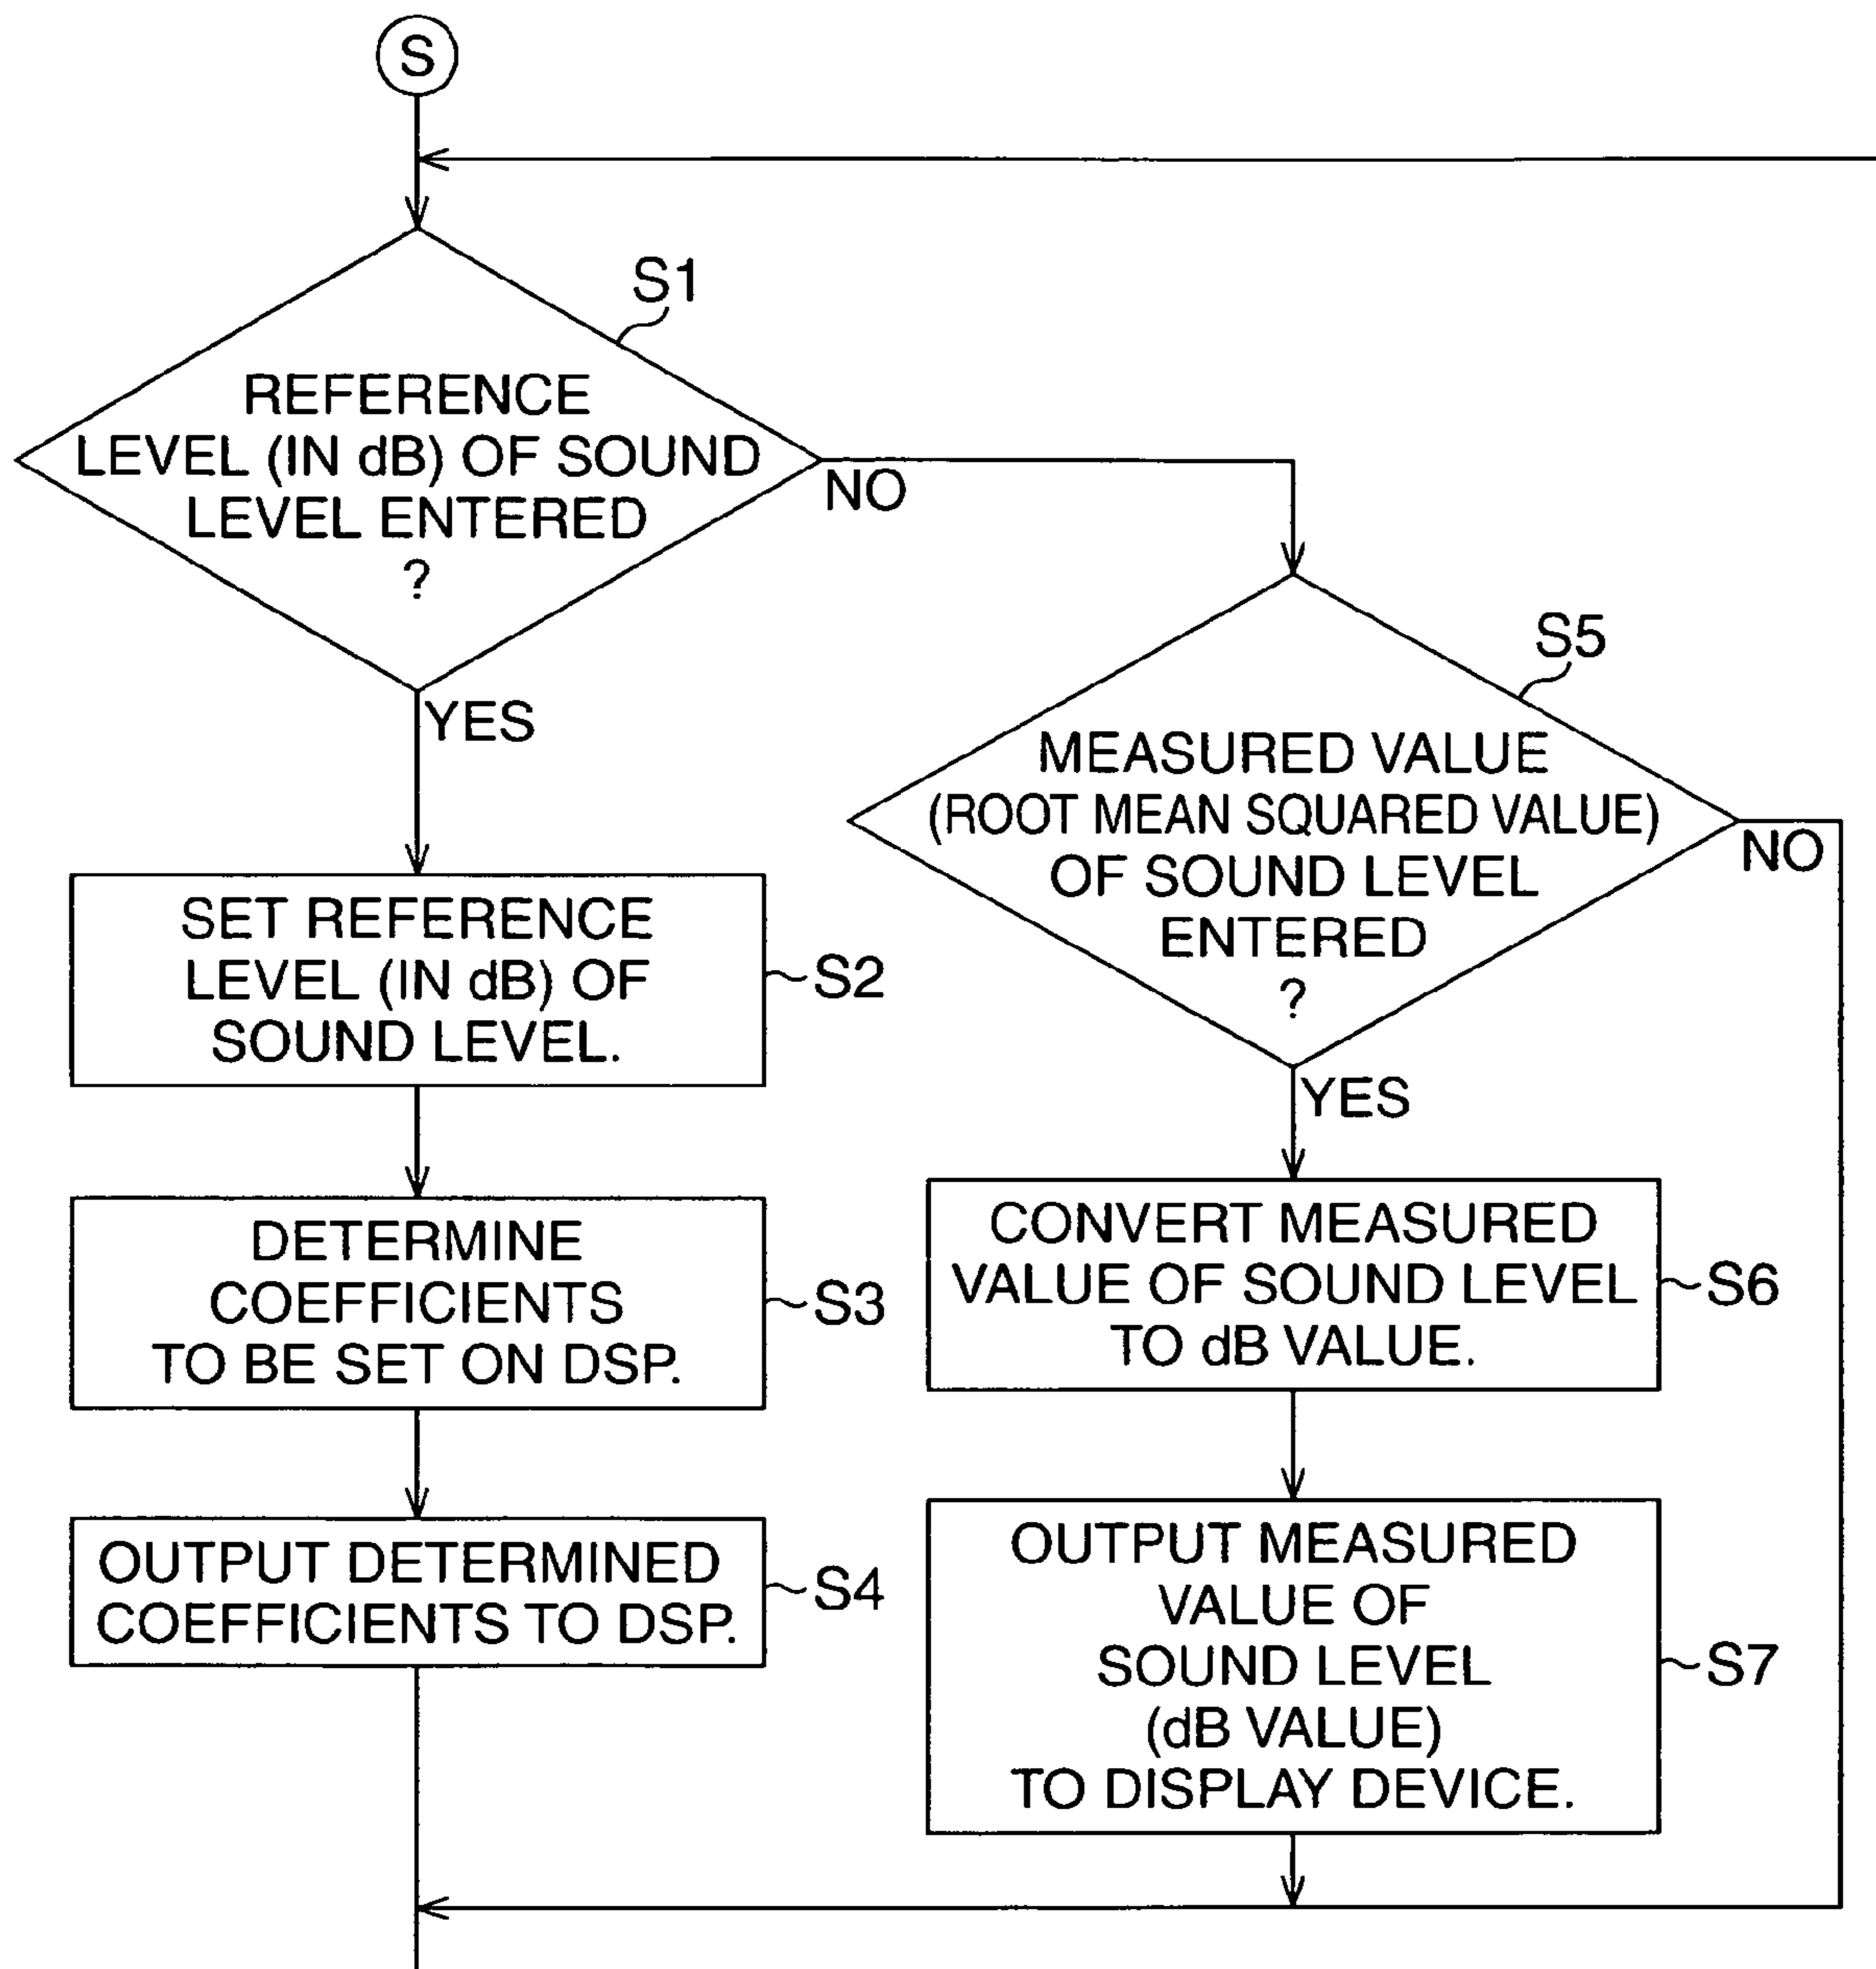 S
S1
REFERENCE
LEVEL (IN dB) OF SOUND
LEVEL ENTERED
?
NO
YES
SET REFERENCE
LEVEL (IN dB) OF
SOUND LEVEL.
S2
DETERMINE
COEFFICIENTS
TO BE SET ON DSP.
S3
OUTPUT DETERMINED
COEFFICIENTS TO DSP.
S4
S5
MEASURED VALUE
(ROOT MEAN SQUARED VALUE)
OF SOUND LEVEL
ENTERED
?
NO
YES
CONVERT MEASURED
VALUE OF SOUND LEVEL
TO dB VALUE.
S6
OUTPUT MEASURED
VALUE OF
SOUND LEVEL
(dB VALUE)
TO DISPLAY DEVICE.
S7